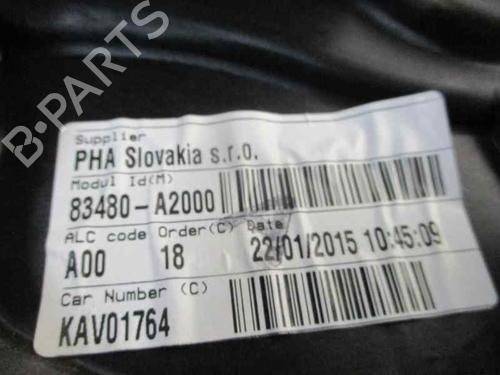 B-PARTS
Supplier
PHA Slovakia s.r.o.
Modul Id(M)
83480-A2000
ALC code Order(C) Date
A00 18 22/01/2015 10:45:09
Car Number (C)
KAV01764